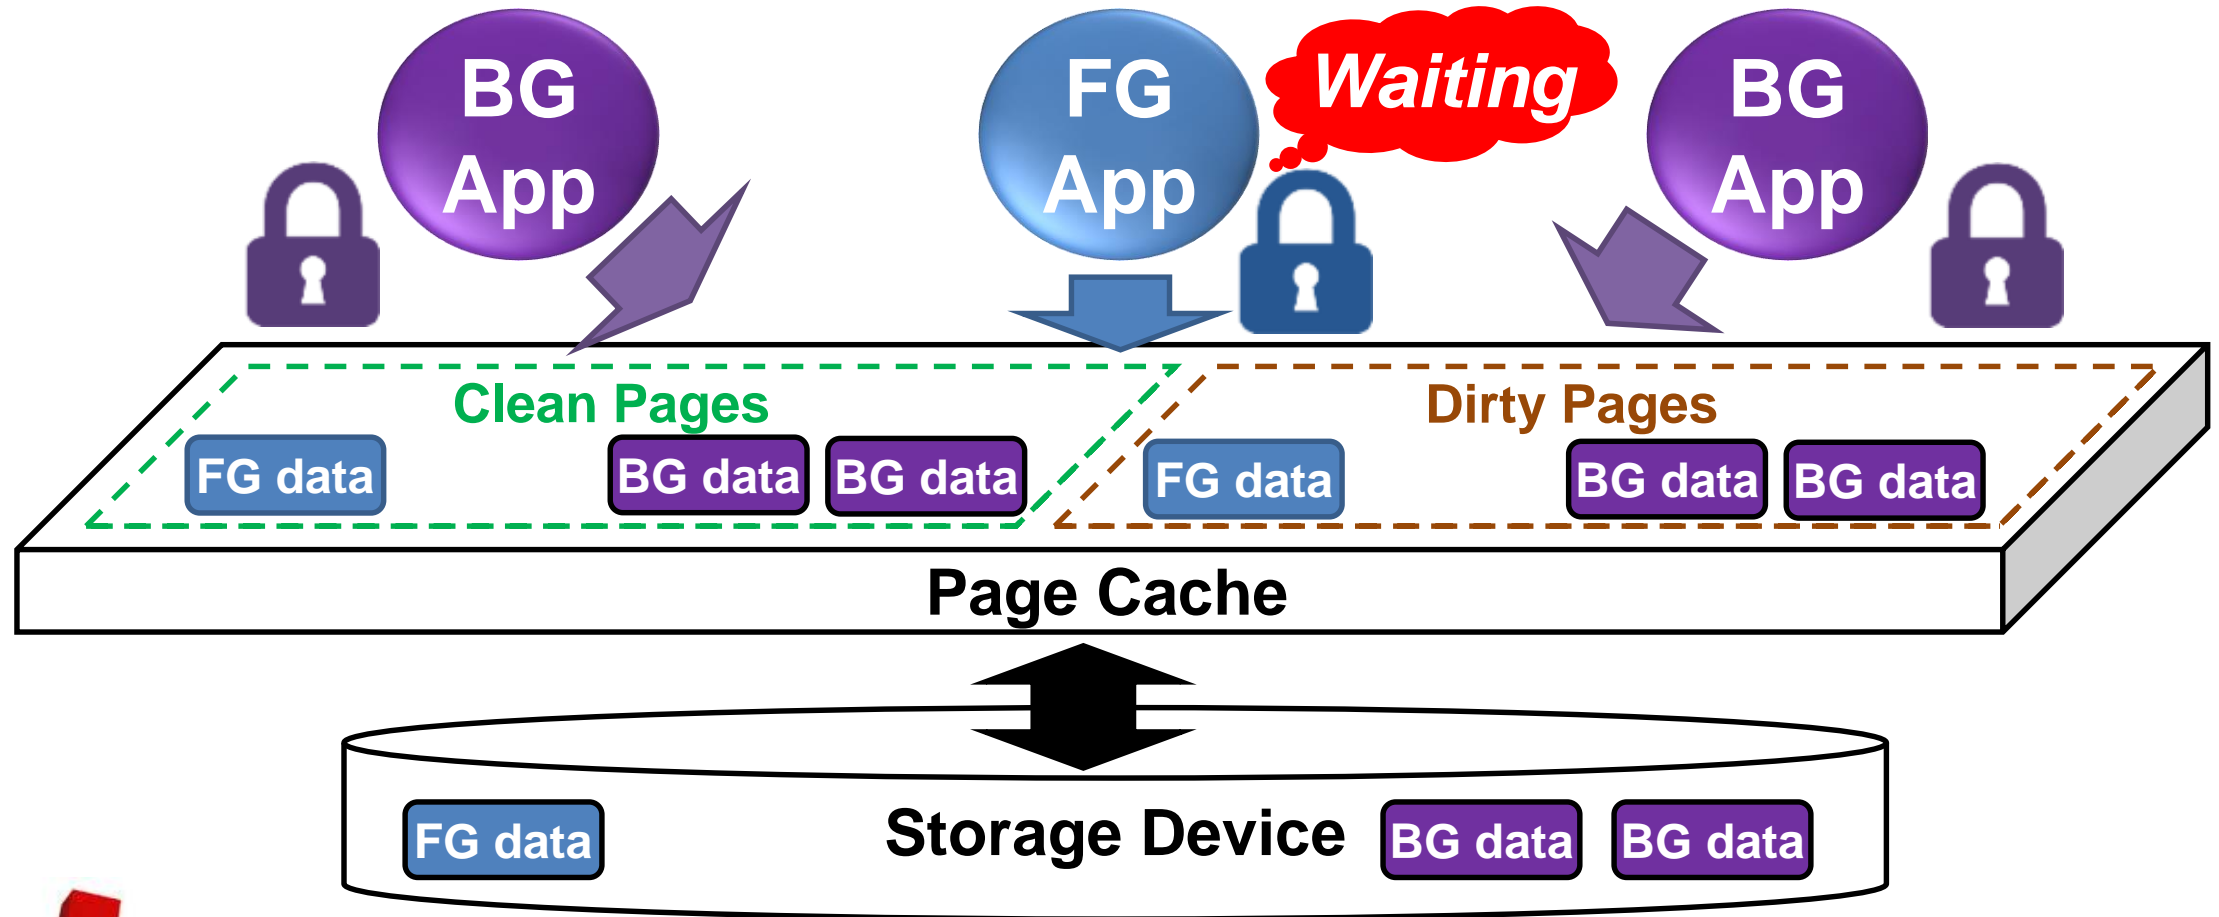 BG
App
FG
App
Waiting
BG
App
Clean Pages
Dirty Pages
FG data
BG data
BG data
FG data
BG data
BG data
Page Cache
FG data
Storage Device
BG data
BG data